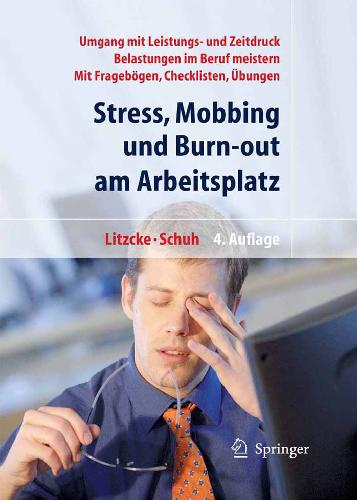 Umgang mit Leistungs- und Zeitdruck
Belastungen im Beruf meistern
Mit Fragebögen, Checklisten, Übungen
Stress, Mobbing
und Burn-out
am Arbeitsplatz
Litzcke · Schuh 4. Auflage
Springer